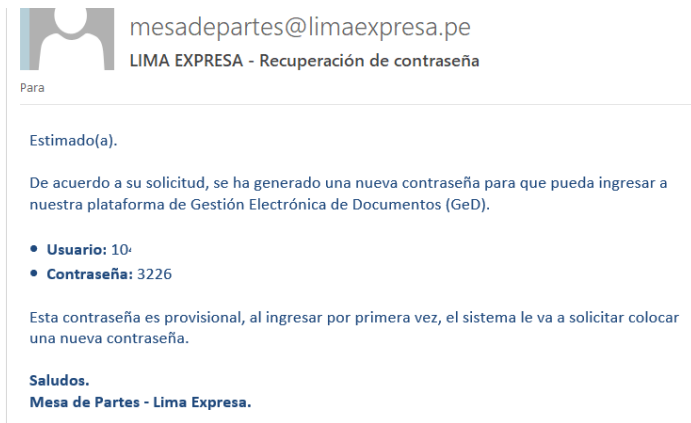 mesadepartes@limaexpresa.pe
LIMA EXPRESA - Recuperación de contraseña
Para
Estimado(a).
De acuerdo a su solicitud, se ha generado una nueva contraseña para que pueda ingresar a
nuestra plataforma de Gestión Electrónica de Documentos (GeD).
• Usuario: 10
• Contraseña: 3226
Esta contraseña es provisional, al ingresar por primera vez, el sistema le va a solicitar colocar
una nueva contraseña.
Saludos.
Mesa de Partes - Lima Expresa.